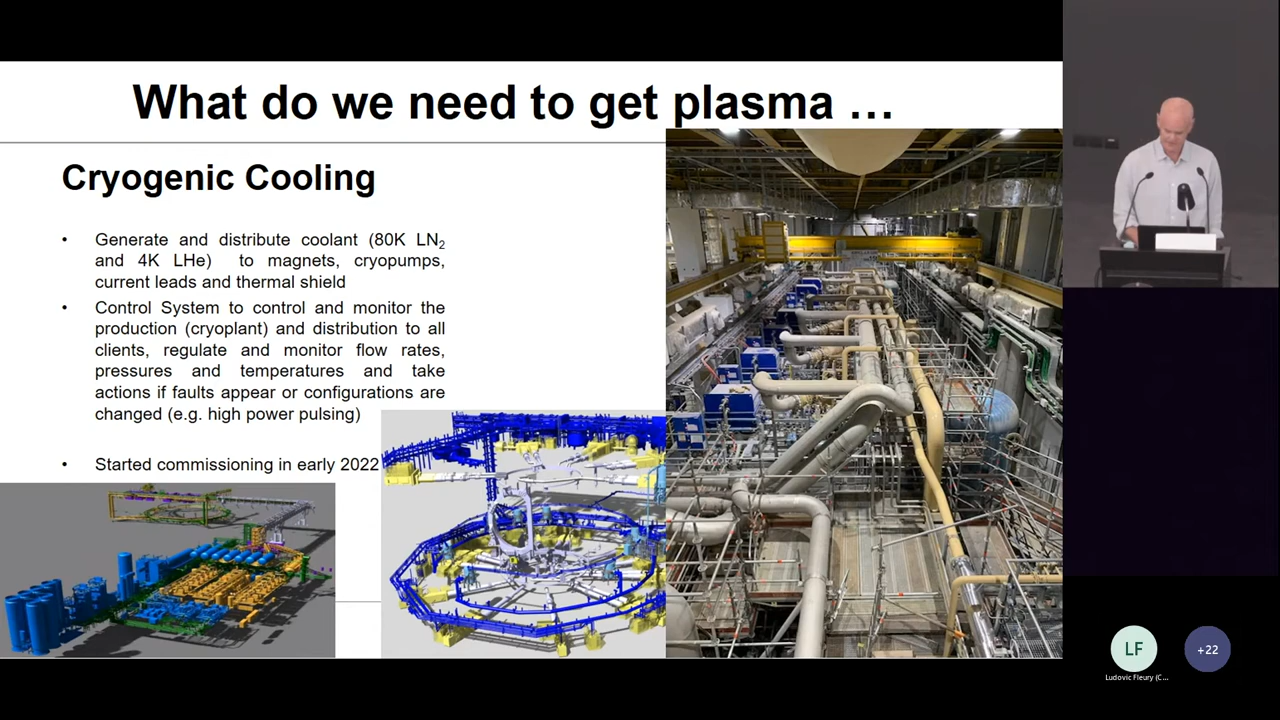 What do we need to get plasma …
Cryogenic Cooling
• Generate and distribute coolant (80K LN₂
and 4K LHe) to magnets, cryopumps,
current leads and thermal shield
• Control System to control and monitor the
production (cryoplant) and distribution to all
clients, regulate and monitor flow rates,
pressures and temperatures and take
actions if faults appear or configurations are
changed (e.g. high power pulsing)
• Started commissioning in early 2022
LF
+22
Ludovic Fleury (C...